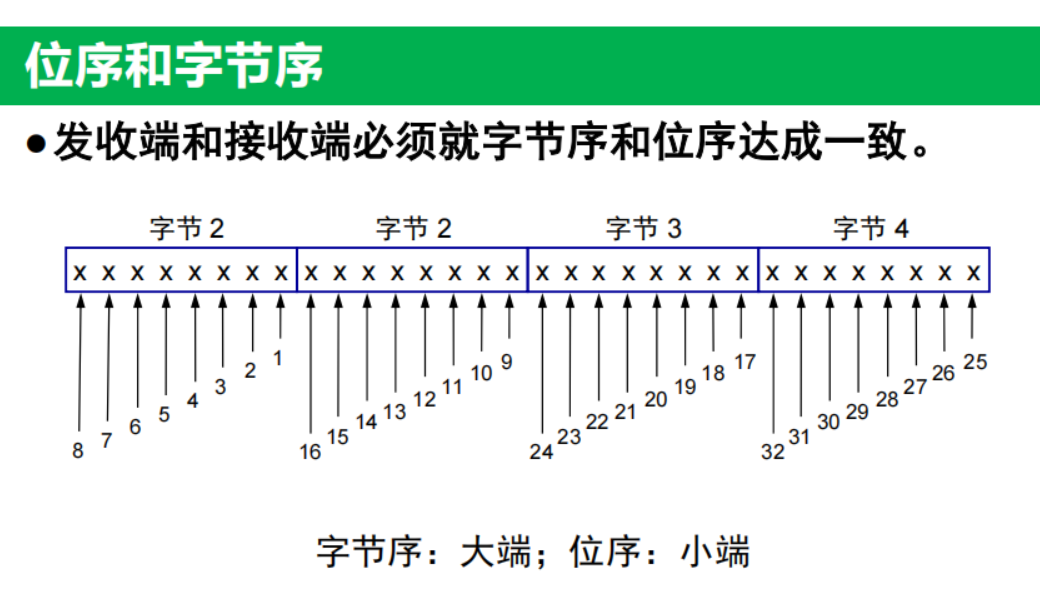 位序和字节序
●发收端和接收端必须就字节序和位序达成一致。
字节 2 字节 2 字节 3 字节 4
x x x x x x x x x x x x x x x x x x x x x x x x x x x x x x x x
8 7 6 5 4 3 2 1 16 15 14 13 12 11 10 9 24 23 22 21 20 19 18 17 32 31 30 29 28 27 26 25
字节序：大端；位序：小端